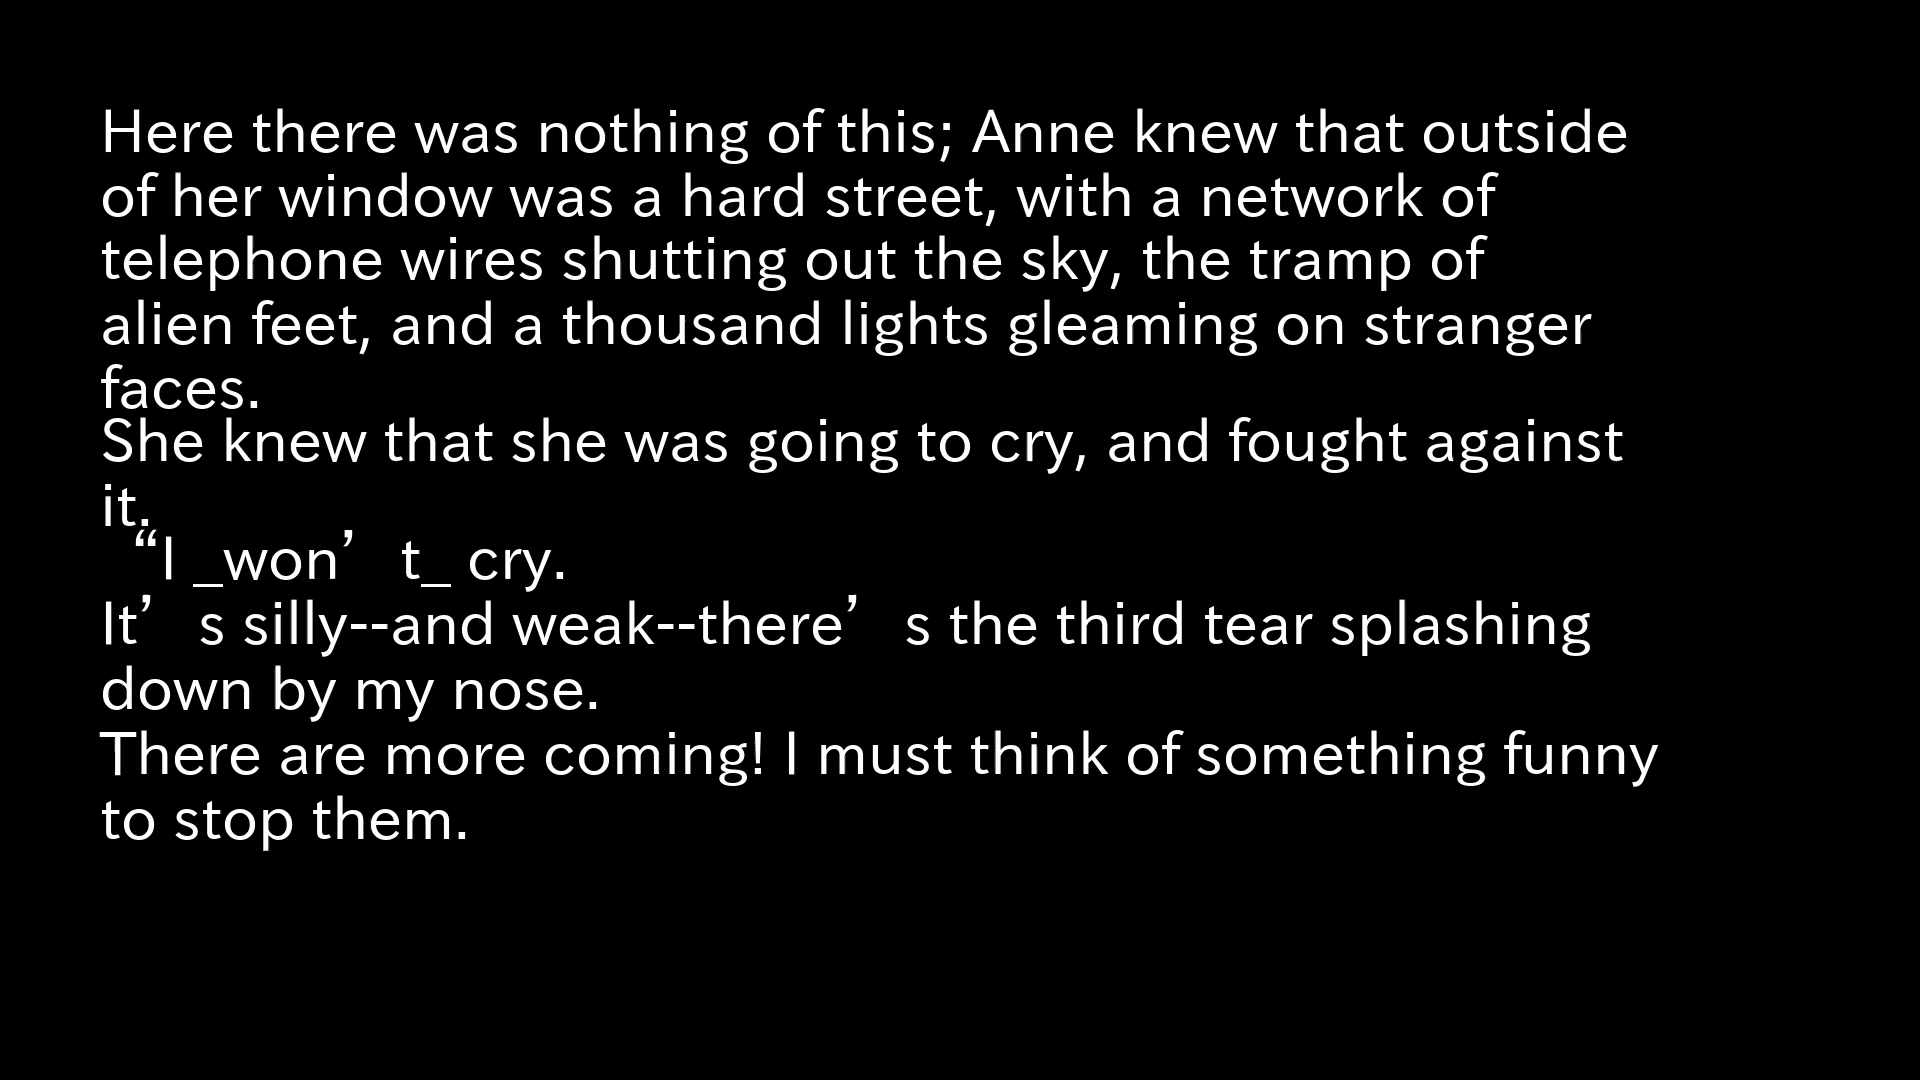 Here there was nothing of this; Anne knew that outside
of her window was a hard street, with a network of
telephone wires shutting out the sky, the tramp of
alien feet, and a thousand lights gleaming on stranger
faces.
She knew that she was going to cry, and fought against
it.
“I _won’t_ cry.
It’s silly--and weak--there’s the third tear splashing
down by my nose.
There are more coming! I must think of something funny
to stop them.